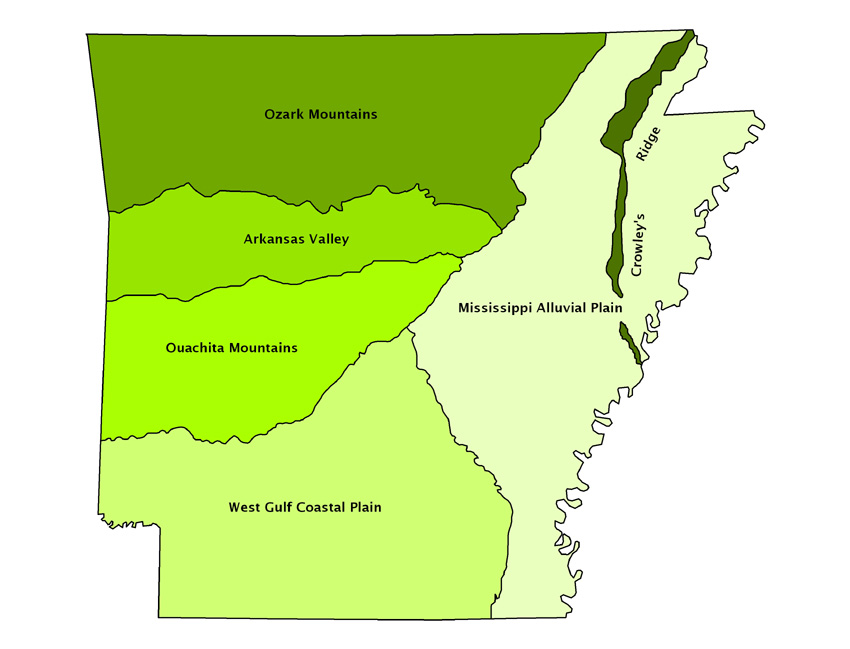 Ozark Mountains
Ridge
Crowley's
Arkansas Valley
Mississippi Alluvial Plain
Ouachita Mountains
West Gulf Coastal Plain